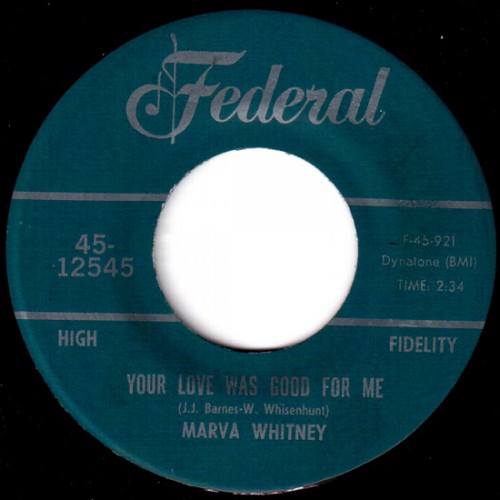 Federal
45-
12545
F-45-921
Dynatone (BMI)
TIME: 2:34
HIGH
FIDELITY
YOUR LOVE WAS GOOD FOR ME
(J.J. Barnes-W. Whisenhunt)
MARVA WHITNEY